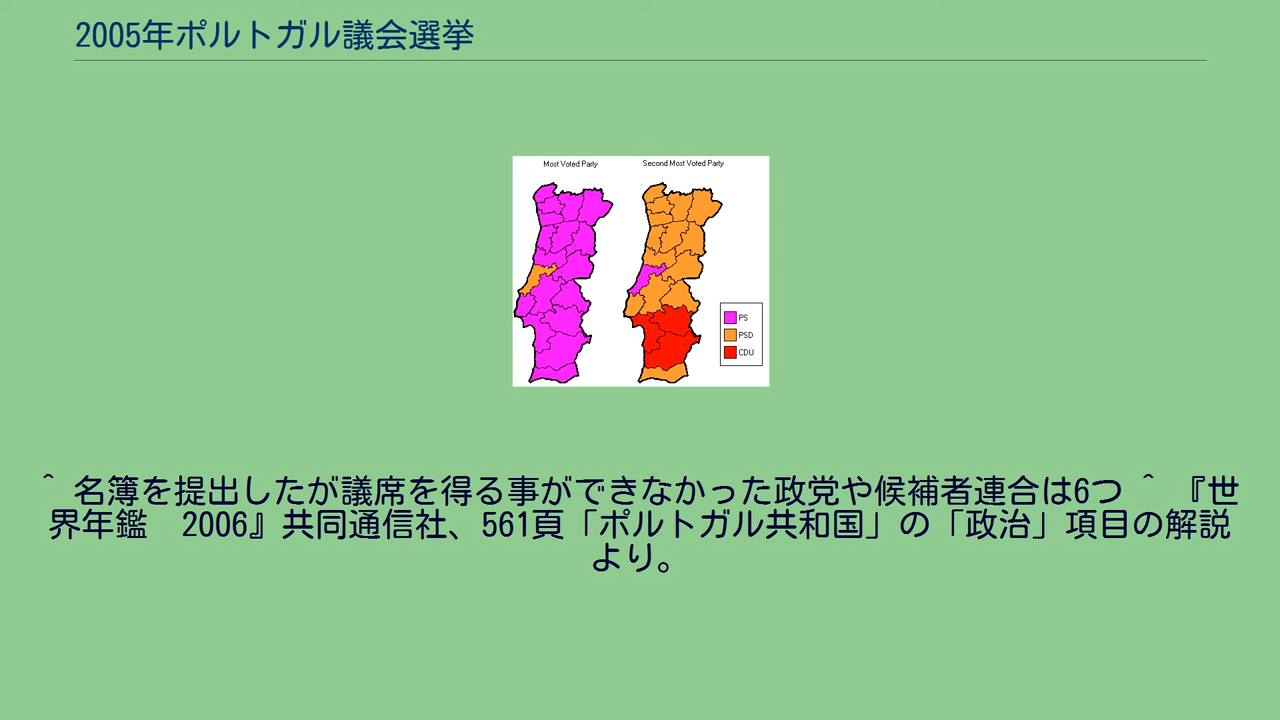 2005年ポルトガル議会選挙
Most Voted Party
Second Most Voted Party
PS
PSD
CDU
^ 名簿を提出したが議席を得る事ができなかった政党や候補者連合は6つ ^ 『世
界年鑑　2006』共同通信社、561頁「ポルトガル共和国」の「政治」項目の解説
より。